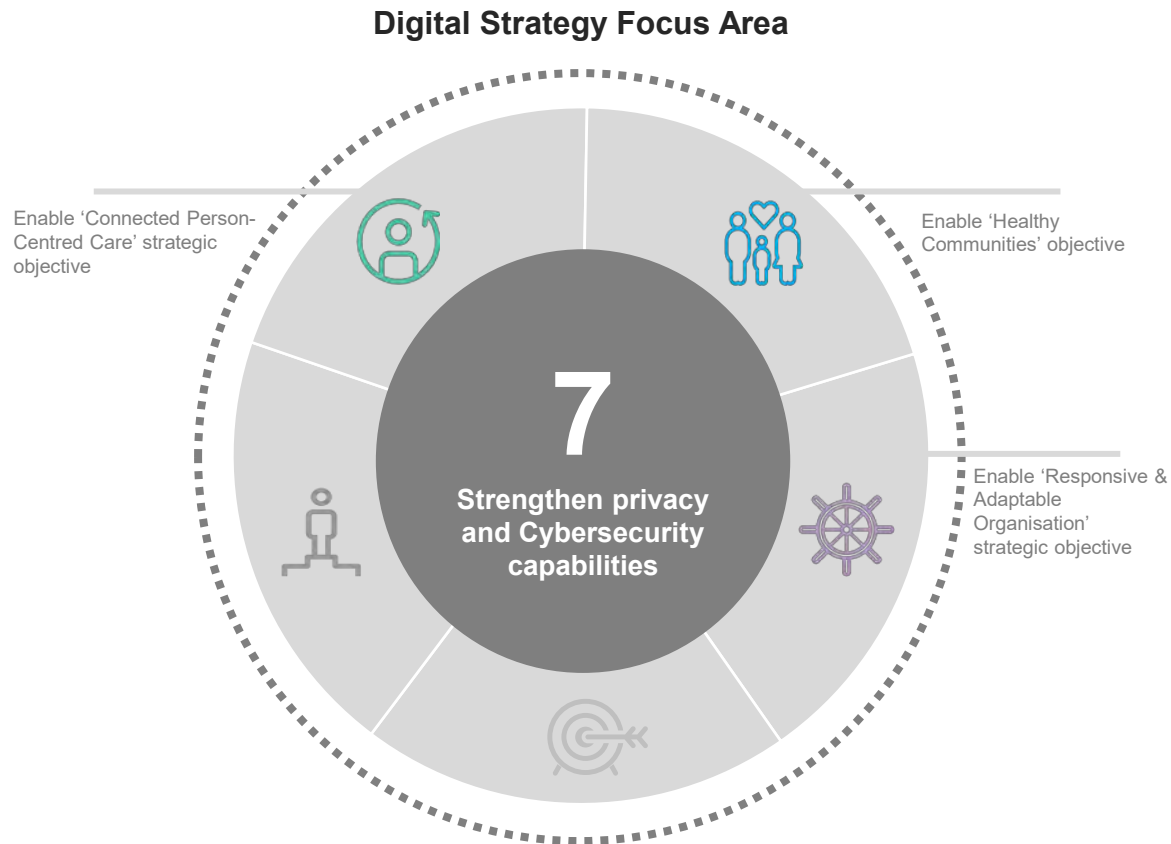 Digital Strategy Focus Area
Enable ‘Connected Person-
Centred Care’ strategic
objective
Enable ‘Healthy
Communities’ objective
7
Strengthen privacy
and Cybersecurity
capabilities
Enable ‘Responsive &
Adaptable
Organisation’
strategic objective